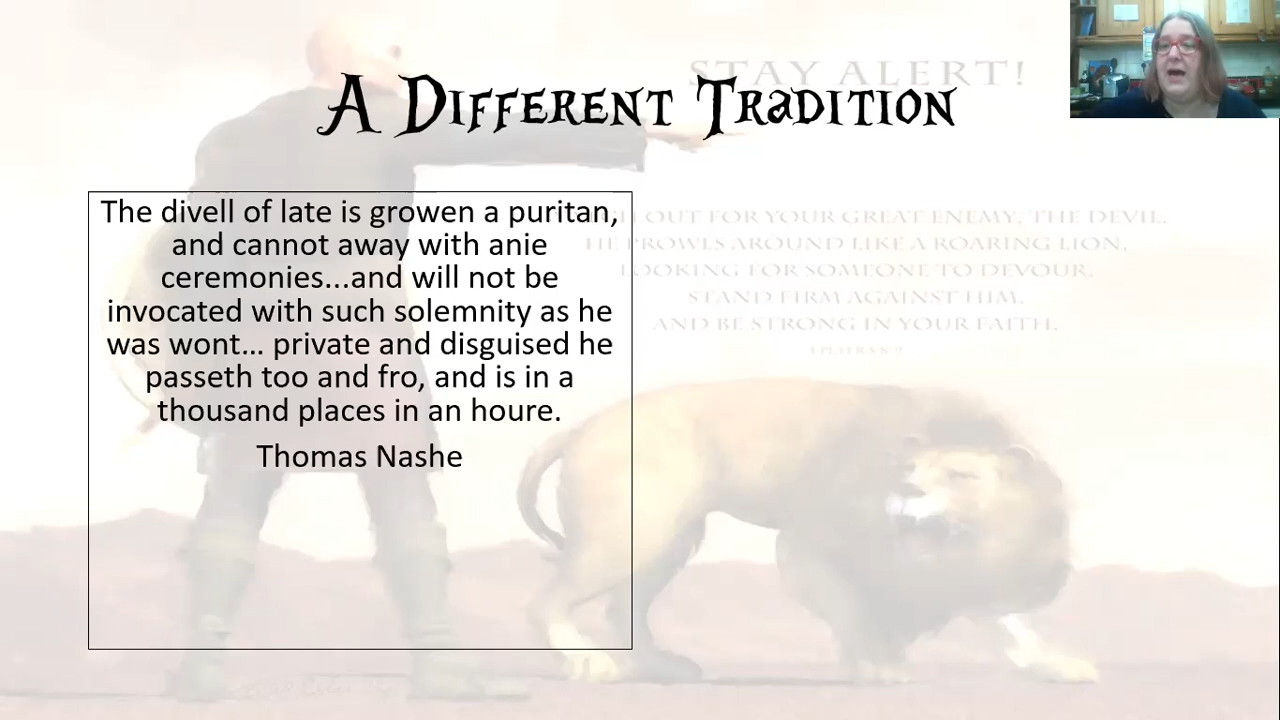 STAY ALERT!
A Different Tradition
The divell of late is growen a puritan,
and cannot away with anie
ceremonies...and will not be
invocated with such solemnity as he
was wont... private and disguised he
passeth too and fro, and is in a
thousand places in an houre.
Thomas Nashe
OUT FOR YOUR GREAT ENEMY, THE DEVIL.
HE PROWLS AROUND LIKE A ROARING LION,
LOOKING FOR SOMEONE TO DEVOUR.
STAND FIRM AGAINST HIM,
AND BE STRONG IN YOUR FAITH.